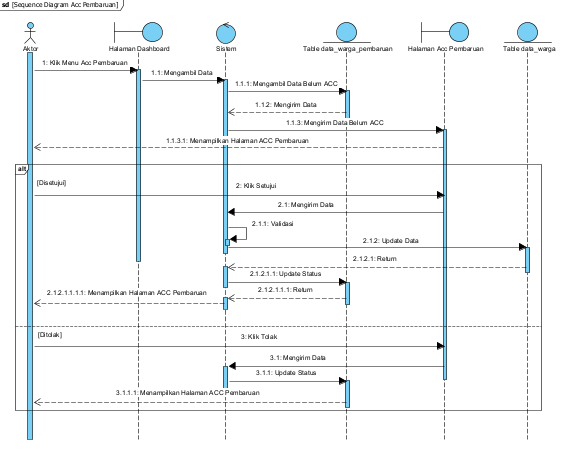 sd [Sequence Diagram Acc Pembaruan]
Aktor
Halaman Dashboard
Sistem
Table data_warga_pembaruan
Halaman Acc Pembaruan
Table data_warga
1: Klik Menu Acc Pembaruan
1.1: Mengambil Data
1.1.1: Mengambil Data Belum ACC
1.1.2: Mengirim Data
1.1.3: Mengirim Data Belum ACC
1.1.3.1: Menampilkan Halaman ACC Pembaruan
alt
[Disetujui]
2: Klik Setujui
2.1: Mengirim Data
2.1.1: Validasi
2.1.2: Update Data
2.1.2.1: Return
2.1.2.1.1: Update Status
2.1.2.1.1.1: Return
2.1.2.1.1.1.1: Menampilkan Halaman ACC Pembaruan
[Ditolak]
3: Klik Tolak
3.1: Mengirim Data
3.1.1: Update Status
3.1.1.1: Menampilkan Halaman ACC Pembaruan